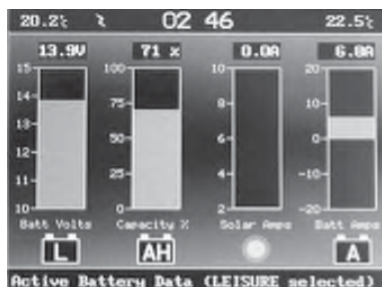 20.2°c 02 46 22.5°c
13.9V 71 % 0.0A 6.8A
15 100 10 20
14 75 8 10
13 50 6 0
12
11 25 4 -10
10 0 2 -20
Batt Volts Capacity % Solar Amps Batt Amps
L AH A
Active Battery Data (LEISURE selected)